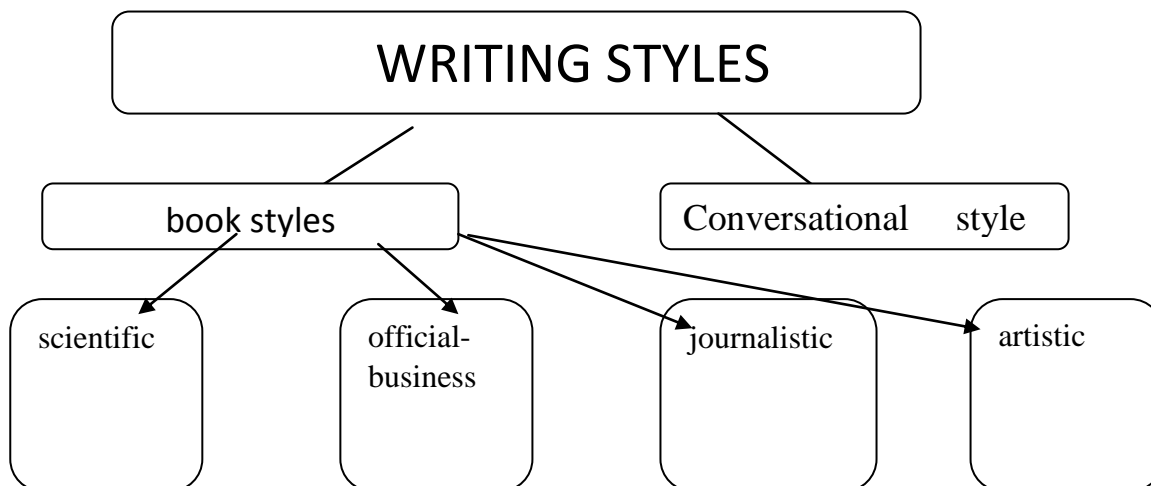 WRITING STYLES
book styles
Conversational style
scientific
official-
business
journalistic
artistic